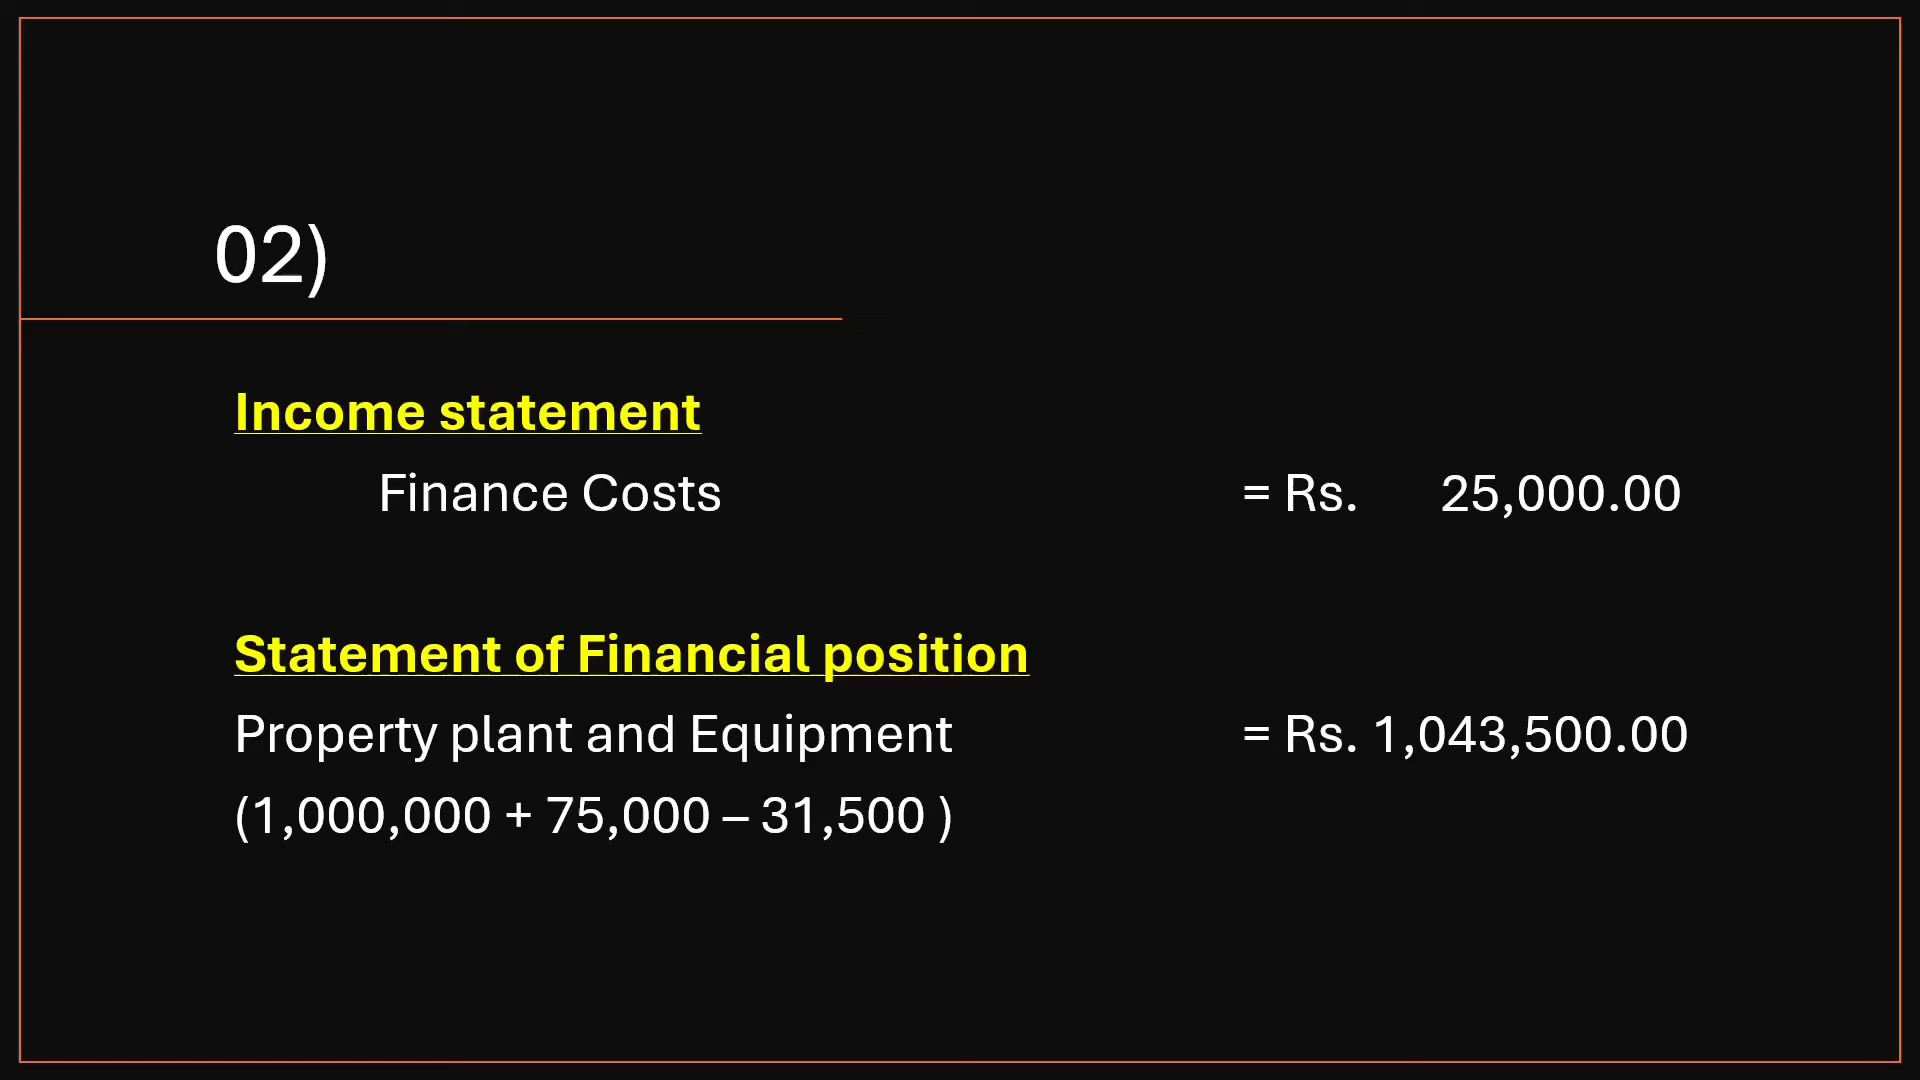 02)
Income statement
Finance Costs = Rs. 25,000.00
Statement of Financial position
Property plant and Equipment = Rs. 1,043,500.00
(1,000,000 + 75,000 – 31,500 )